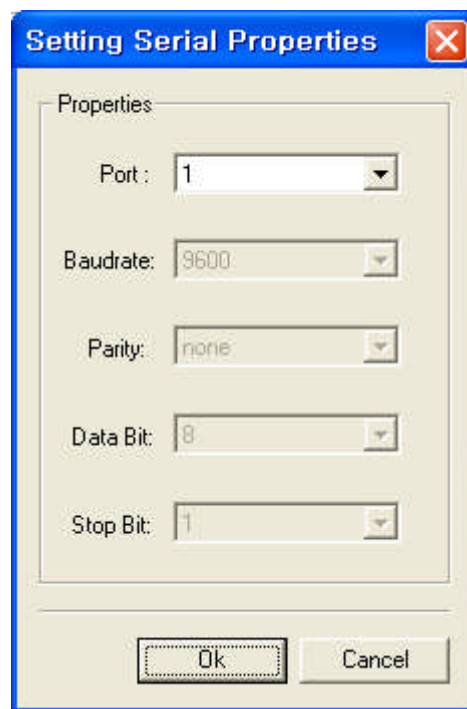 Setting Serial Properties
Properties
Port : 1
Baudrate: 9600
Parity: none
Data Bit: 8
Stop Bit: 1
Ok Cancel